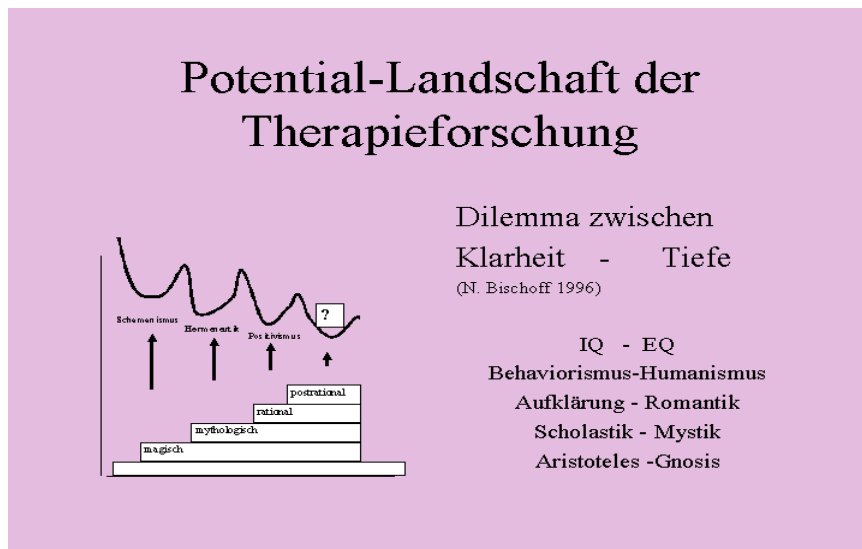 Potential-Landschaft der
Therapieforschung
Dilemma zwischen
Klarheit - Tiefe
(N. Bischoff 1996)
Schemenismus
Hermeneutik
Positivismus
?
postrational
rational
mythologisch
magisch
IQ - EQ
Behaviorismus-Humanismus
Aufklärung - Romantik
Scholastik - Mystik
Aristoteles -Gnosis